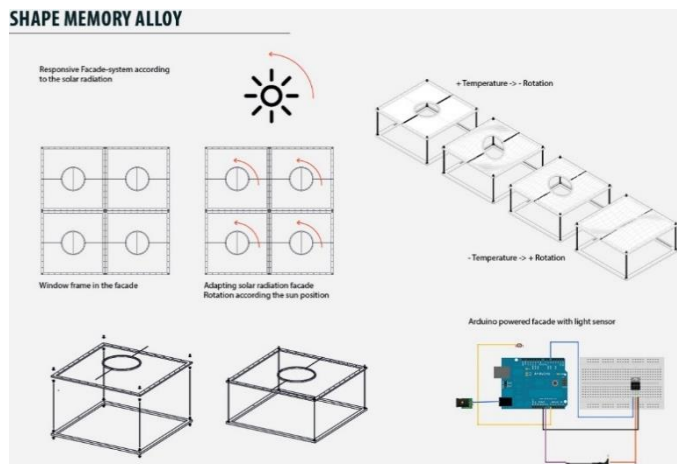 SHAPE MEMORY ALLOY
Responsive Facade-system according
to the solar radiation
+ Temperature -> - Rotation
Window frame in the facade
Adapting solar radiation facade
Rotation according the sun position
- Temperature -> + Rotation
Arduino powered facade with light sensor